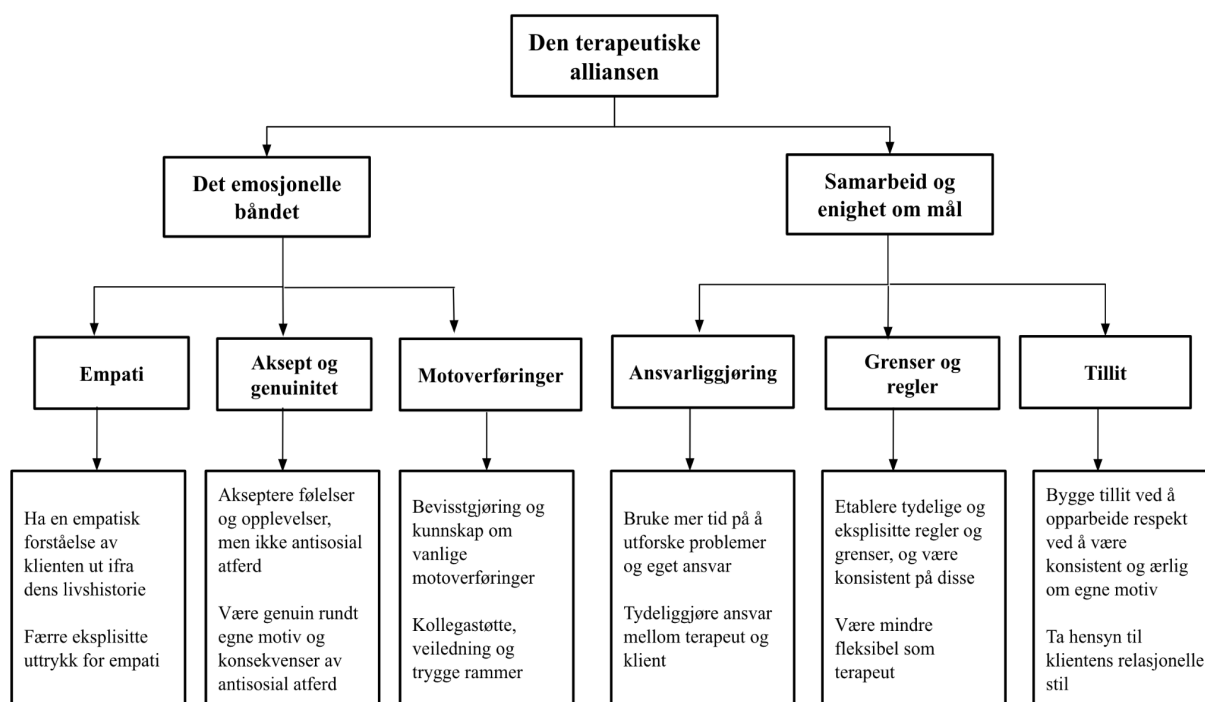 Den terapeutiske
alliansen
Det emosjonelle
båndet
Samarbeid og
enighet om mål
Empati
Aksept og
genuinitet
Motoverføringer
Ansvarliggjøring
Grenser og
regler
Tillit
Ha en empatisk
forståelse av
klienten ut ifra
dens livshistorie
Færre eksplisitte
uttrykk for empati
Akseptere følelser
og opplevelser,
men ikke antisosial
atferd
Være genuin rundt
egne motiv og
konsekvenser av
antisosial atferd
Bevisstgjøring og
kunnskap om
vanlige
motoverføringer
Kollegastøtte,
veiledning og
trygge rammer
Bruke mer tid på å
utforske problemer
og eget ansvar
Tydeliggjøre ansvar
mellom terapeut og
klient
Etablere tydelige og
eksplisitte regler og
grenser, og være
konsistent på disse
Være mindre
fleksibel som
terapeut
Bygge tillit ved å
opparbeide respekt
ved å være
konsistent og ærlig
om egne motiv
Ta hensyn til
klientens relasjonelle
stil